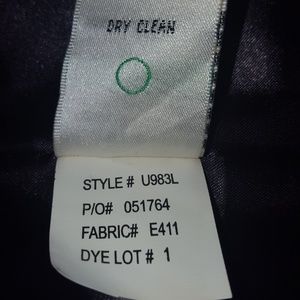 DRY CLEAN
STYLE # U983L
P/O# 051764
FABRIC# E411
DYE LOT # 1